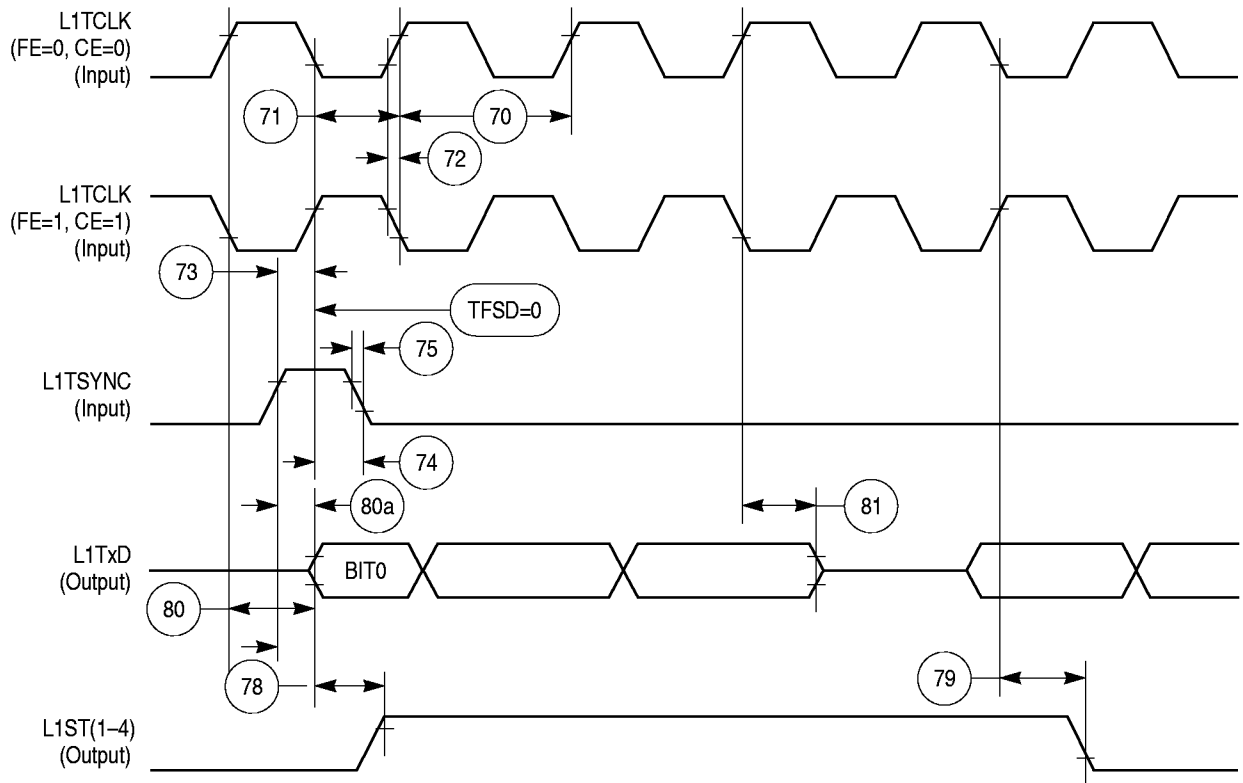 L1TCLK
(FE=0, CE=0)
(Input)
71
70
72
L1TCLK
(FE=1, CE=1)
(Input)
73
TFSD=0
75
L1TSYNC
(Input)
74
80a
81
L1TxD
(Output)
BIT0
80
78
79
L1ST(1–4)
(Output)